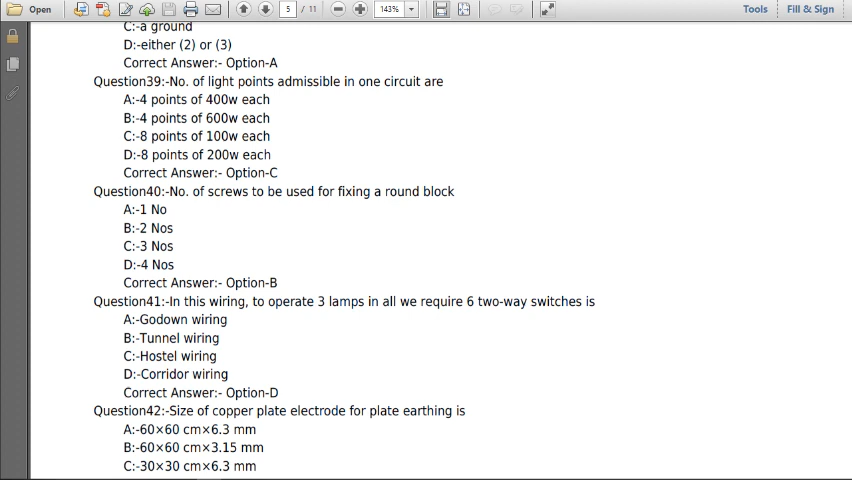 Open
5 / 11
143%
Tools
Fill & Sign
C:-a ground
D:-either (2) or (3)
Correct Answer:- Option-A
Question39:-No. of light points admissible in one circuit are
A:-4 points of 400w each
B:-4 points of 600w each
C:-8 points of 100w each
D:-8 points of 200w each
Correct Answer:- Option-C
Question40:-No. of screws to be used for fixing a round block
A:-1 No
B:-2 Nos
C:-3 Nos
D:-4 Nos
Correct Answer:- Option-B
Question41:-In this wiring, to operate 3 lamps in all we require 6 two-way switches is
A:-Godown wiring
B:-Tunnel wiring
C:-Hostel wiring
D:-Corridor wiring
Correct Answer:- Option-D
Question42:-Size of copper plate electrode for plate earthing is
A:-60×60 cm×6.3 mm
B:-60×60 cm×3.15 mm
C:-30×30 cm×6.3 mm